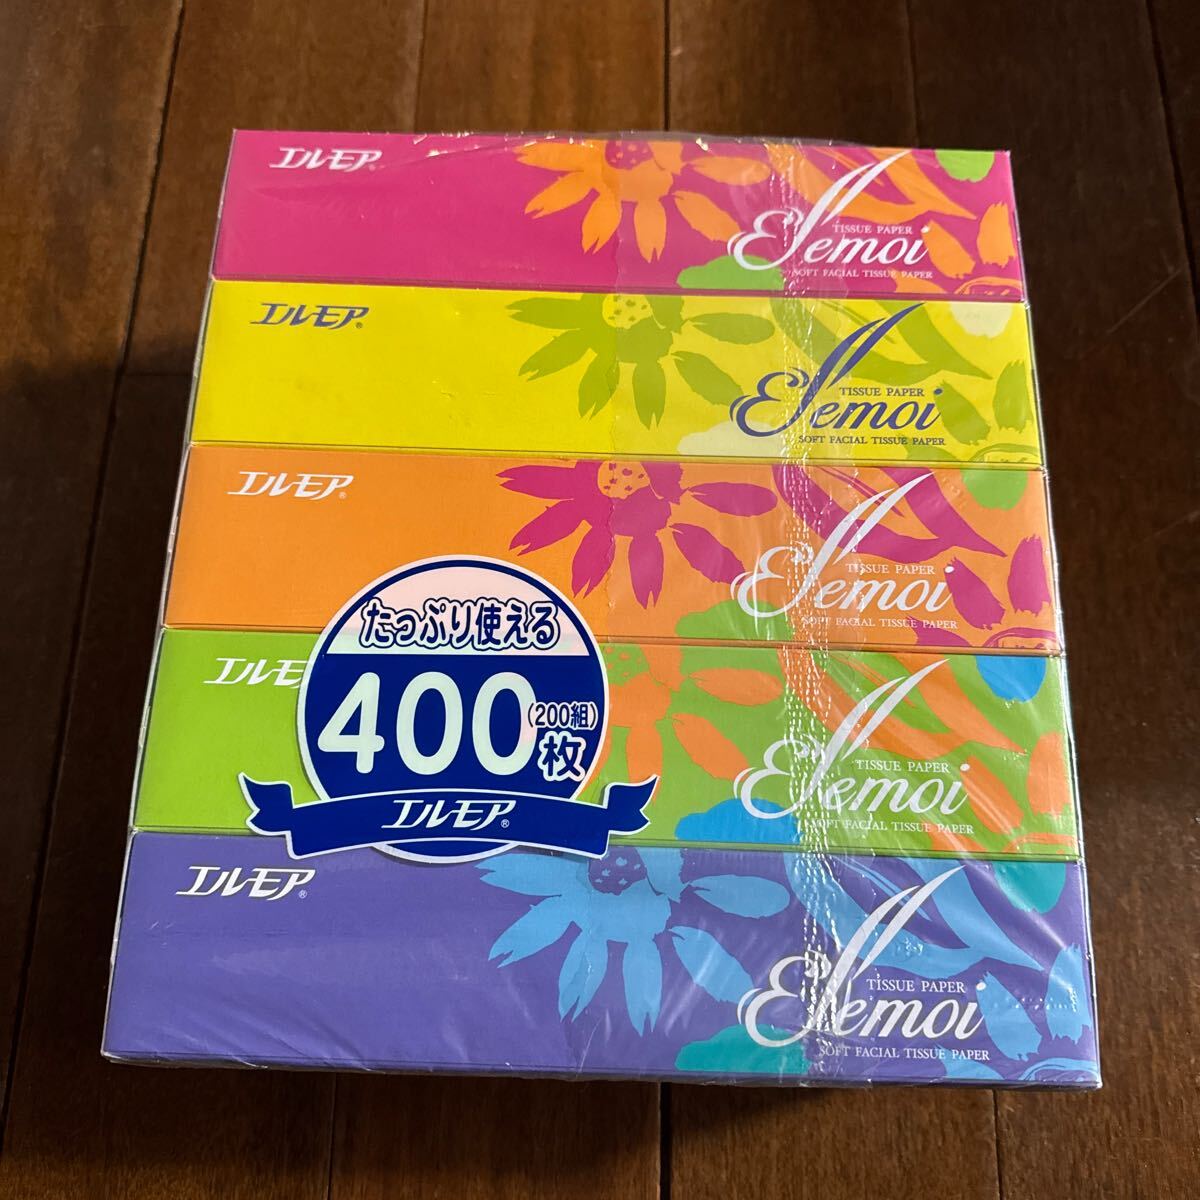 エルモア®
TISSUE PAPER
Elemoi
SOFT FACIAL TISSUE PAPER
エルモア®
TISSUE PAPER
Elemoi
SOFT FACIAL TISSUE PAPER
エルモア®
TISSUE PAPER
Elemoi
SOFT FACIAL TISSUE PAPER
エルモ
TISSUE PAPER
Elemoi
SOFT FACIAL TISSUE PAPER
たっぷり使える
400(200組)枚
エルモア®
エルモア®
TISSUE PAPER
Elemoi
SOFT FACIAL TISSUE PAPER